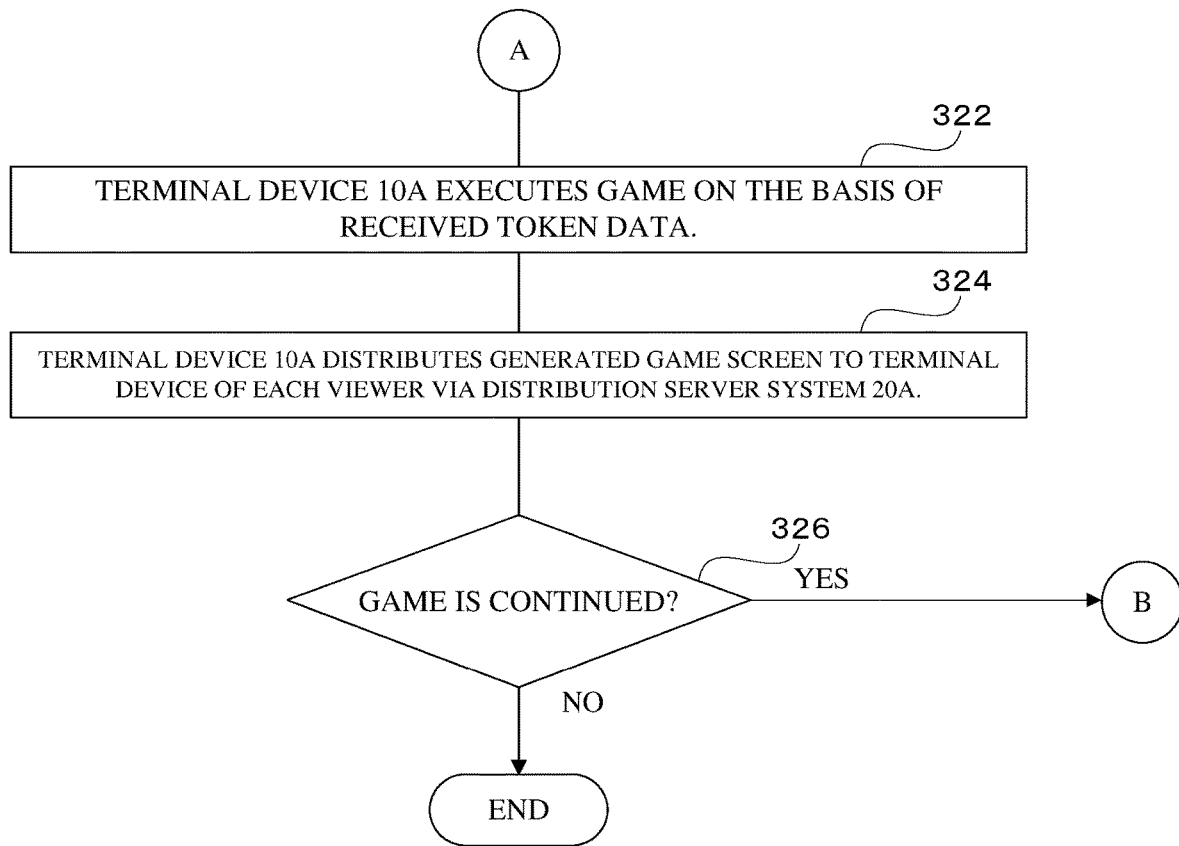 A
322
TERMINAL DEVICE 10A EXECUTES GAME ON THE BASIS OF
RECEIVED TOKEN DATA.
324
TERMINAL DEVICE 10A DISTRIBUTES GENERATED GAME SCREEN TO TERMINAL
DEVICE OF EACH VIEWER VIA DISTRIBUTION SERVER SYSTEM 20A.
326
YES
GAME IS CONTINUED?
B
NO
END